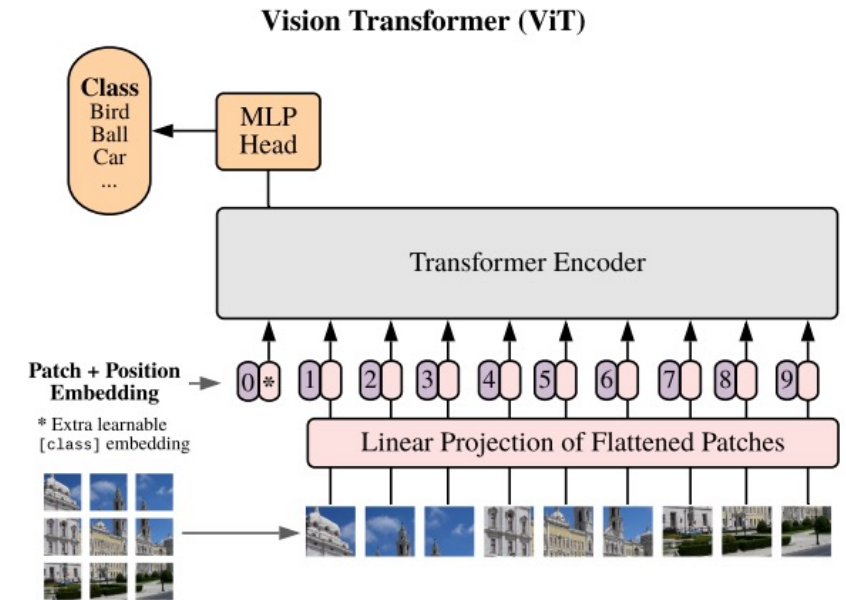 Vision Transformer (ViT)
Class
Bird
Ball
Car
...
MLP
Head
Transformer Encoder
Patch + Position
Embedding
0 * 1 2 3 4 5 6 7 8 9
* Extra learnable
[class] embedding
Linear Projection of Flattened Patches